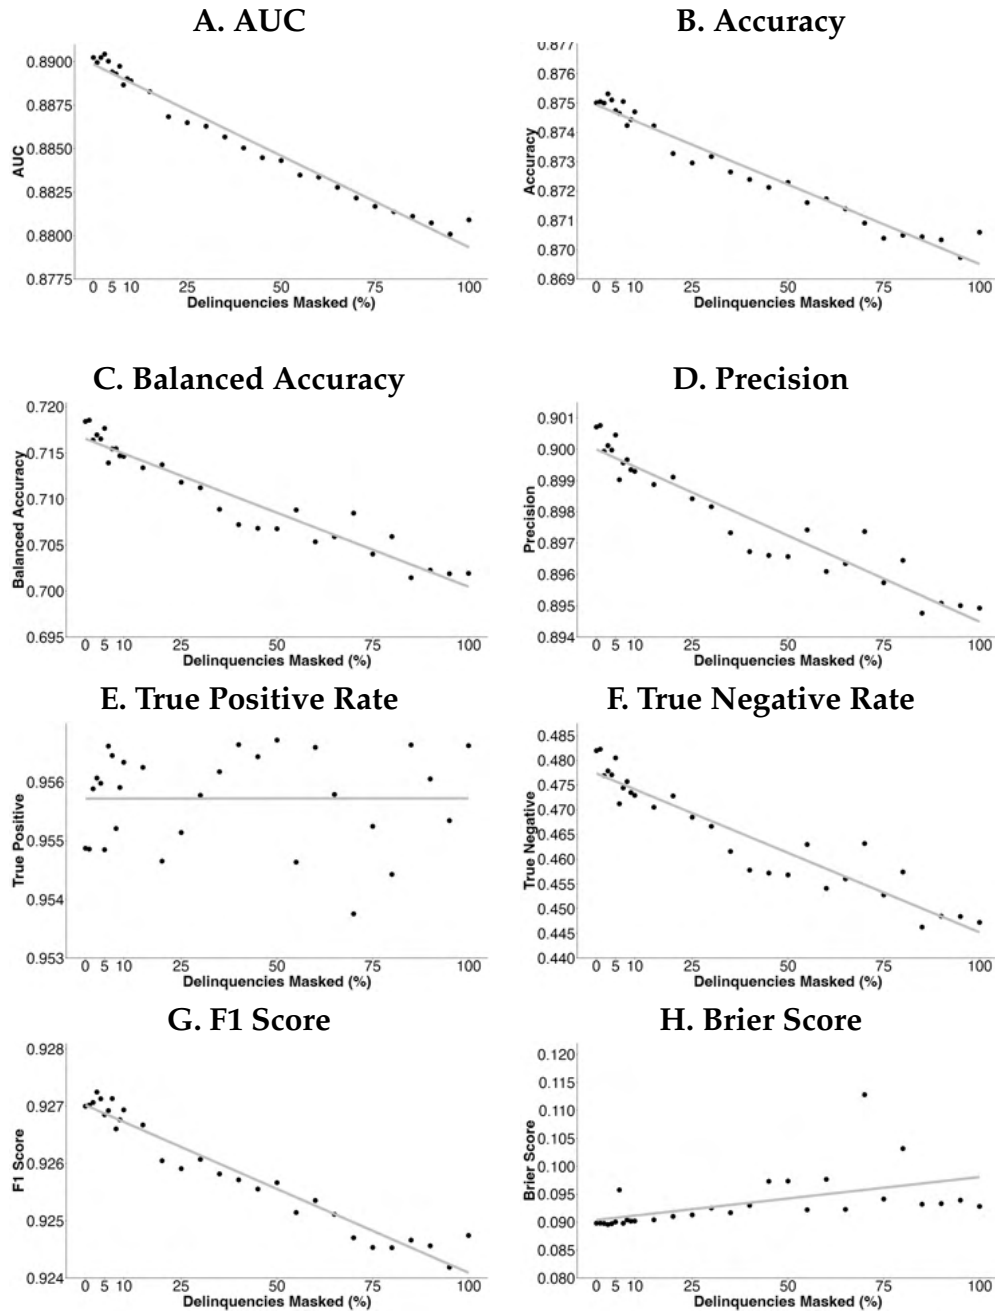 A. AUC
0.8900
0.8875
0.8850
0.8825
0.8800
0.8775
AUC
0 5 10 25 50 75 100
Delinquencies Masked (%)
B. Accuracy
0.877
0.876
0.875
0.874
0.873
0.872
0.871
0.870
0.869
Accuracy
0 5 10 25 50 75 100
Delinquencies Masked (%)
C. Balanced Accuracy
0.720
0.715
0.710
0.705
0.700
0.695
Balanced Accuracy
0 5 10 25 50 75 100
Delinquencies Masked (%)
D. Precision
0.901
0.900
0.899
0.898
0.897
0.896
0.895
0.894
Precision
0 5 10 25 50 75 100
Delinquencies Masked (%)
E. True Positive Rate
0.956
0.955
0.954
0.953
True Positive
0 5 10 25 50 75 100
Delinquencies Masked (%)
F. True Negative Rate
0.485
0.480
0.475
0.470
0.465
0.460
0.455
0.450
0.445
0.440
True Negative
0 5 10 25 50 75 100
Delinquencies Masked (%)
G. F1 Score
0.928
0.927
0.926
0.925
0.924
F1 Score
0 5 10 25 50 75 100
Delinquencies Masked (%)
H. Brier Score
0.120
0.115
0.110
0.105
0.100
0.095
0.090
0.085
0.080
Brier Score
0 5 10 25 50 75 100
Delinquencies Masked (%)